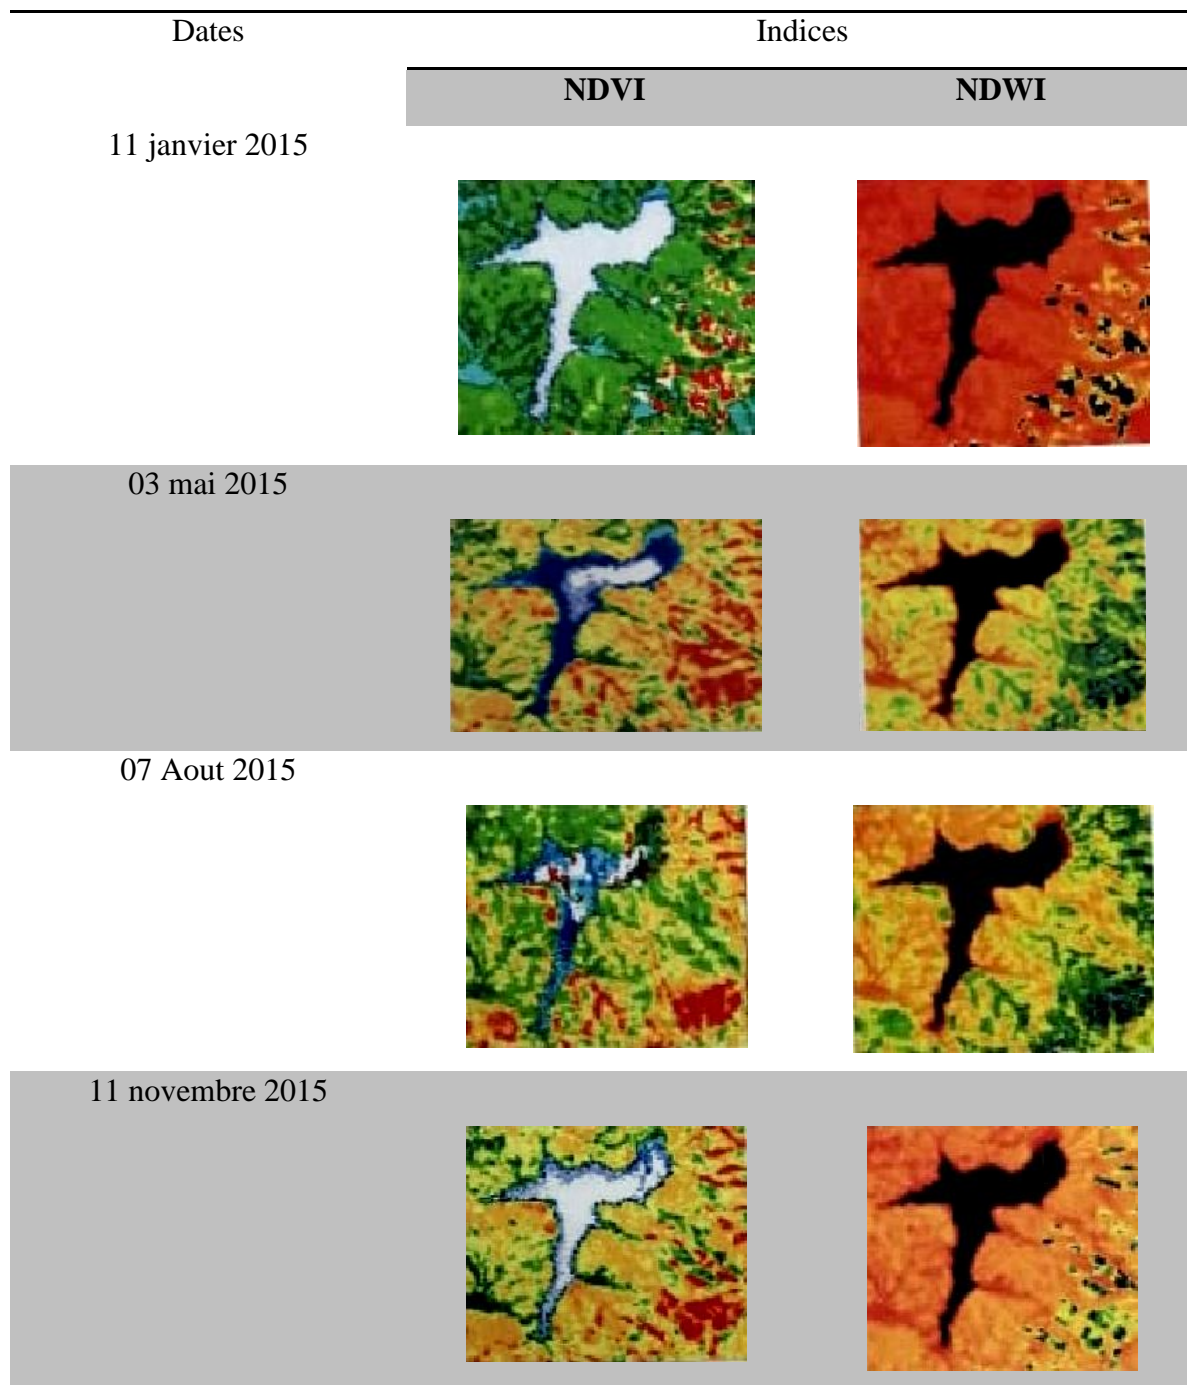 Dates Indices
NDVI NDWI
11 janvier 2015
03 mai 2015
07 Aout 2015
11 novembre 2015